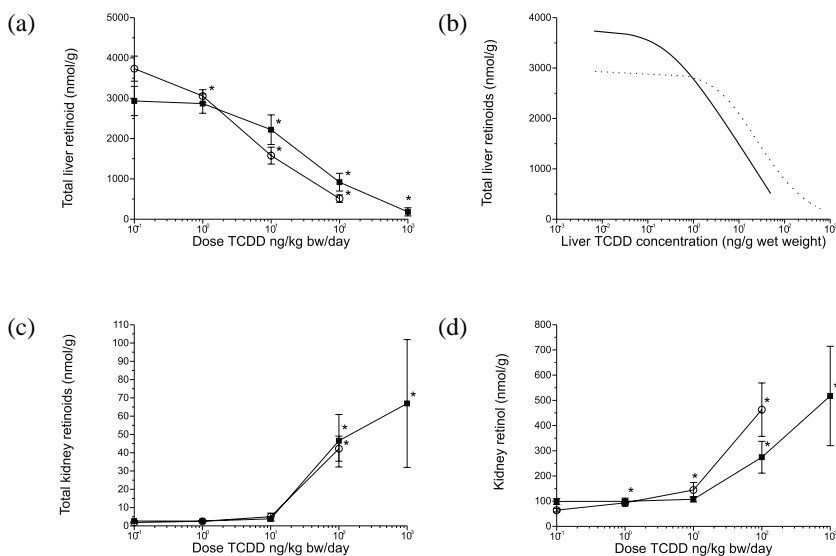 (a)
Total liver retinoid (nmol/g)
5000
4000
3000
2000
1000
0
10⁻¹ 10⁰ 10¹ 10² 10³
Dose TCDD ng/kg bw/day
* * * * * *
(b)
Total liver retinoids (nmol/g)
4000
3000
2000
1000
0
10⁻³ 10⁻² 10⁻¹ 10⁰ 10¹ 10² 10³
Liver TCDD concentration (ng/g wet weight)
(c)
Total kidney retinoids (nmol/g)
110
100
90
80
70
60
50
40
30
20
10
0
10⁻¹ 10⁰ 10¹ 10² 10³
Dose TCDD ng/kg bw/day
* * *
(d)
Kidney retinol (nmol/g)
800
700
600
500
400
300
200
100
0
10⁻¹ 10⁰ 10¹ 10² 10³
Dose TCDD ng/kg bw/day
* * * * *